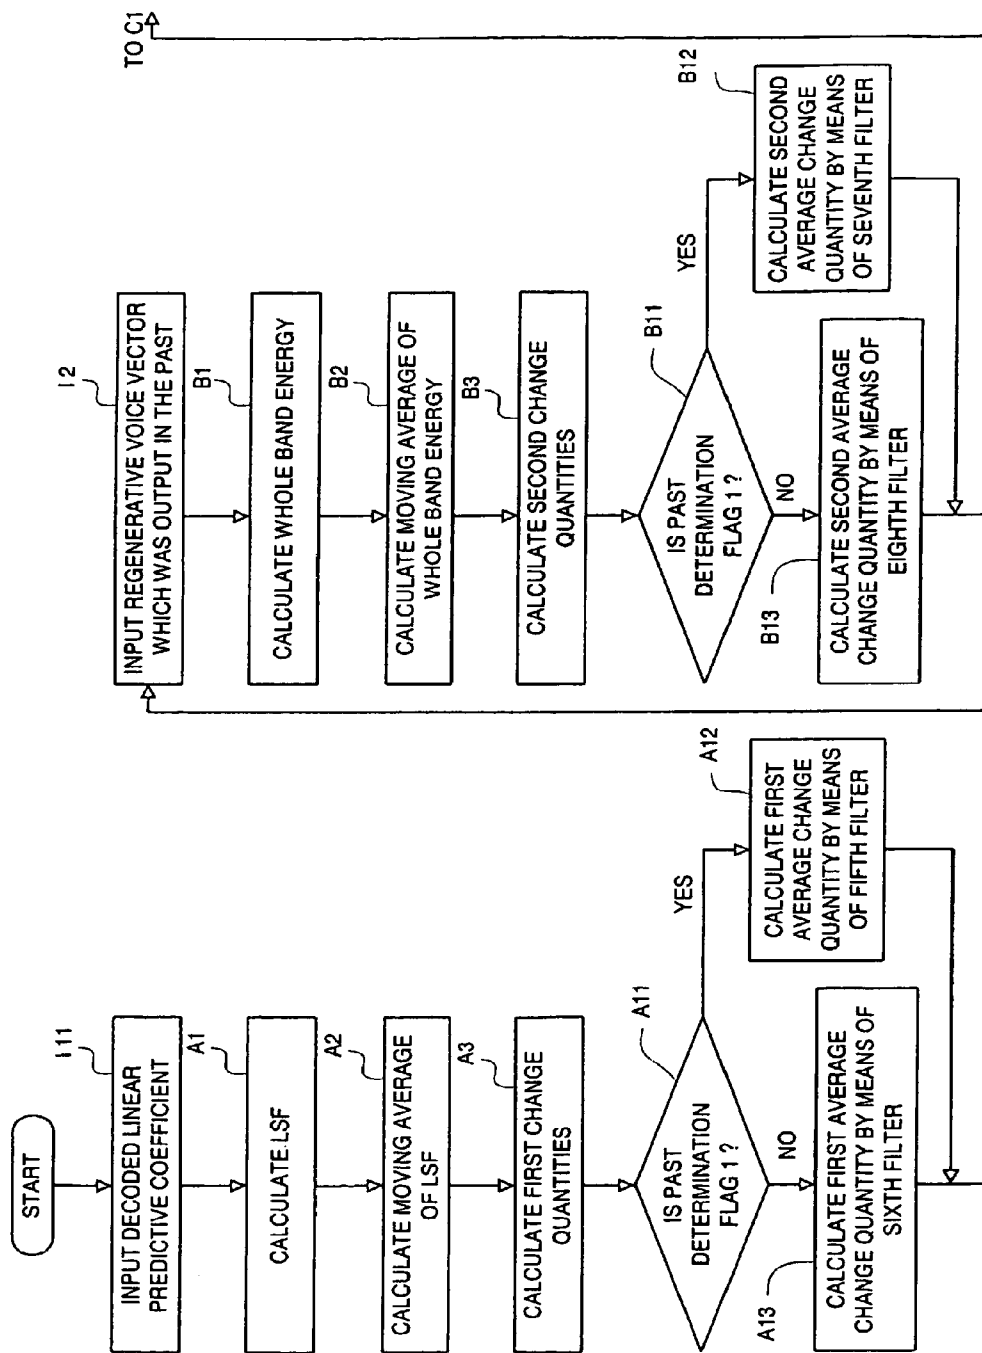 START
I11
INPUT DECODED LINEAR
PREDICTIVE COEFFICIENT
A1
CALCULATE LSF
A2
CALCULATE MOVING AVERAGE
OF LSF
A3
CALCULATE FIRST CHANGE
QUANTITIES
A11
IS PAST
DETERMINATION
FLAG 1 ?
YES
NO
A12
CALCULATE FIRST
AVERAGE CHANGE
QUANTITY BY MEANS
OF FIFTH FILTER
A13
CALCULATE FIRST AVERAGE
CHANGE QUANTITY BY MEANS OF
SIXTH FILTER
I2
INPUT REGENERATIVE VOICE VECTOR
WHICH WAS OUTPUT IN THE PAST
B1
CALCULATE WHOLE BAND ENERGY
B2
CALCULATE MOVING AVERAGE OF
WHOLE BAND ENERGY
B3
CALCULATE SECOND CHANGE
QUANTITIES
B11
IS PAST
DETERMINATION
FLAG 1 ?
YES
NO
B12
CALCULATE SECOND
AVERAGE CHANGE
QUANTITY BY MEANS
OF SEVENTH FILTER
B13
CALCULATE SECOND AVERAGE
CHANGE QUANTITY BY MEANS OF
EIGHTH FILTER
TO C1